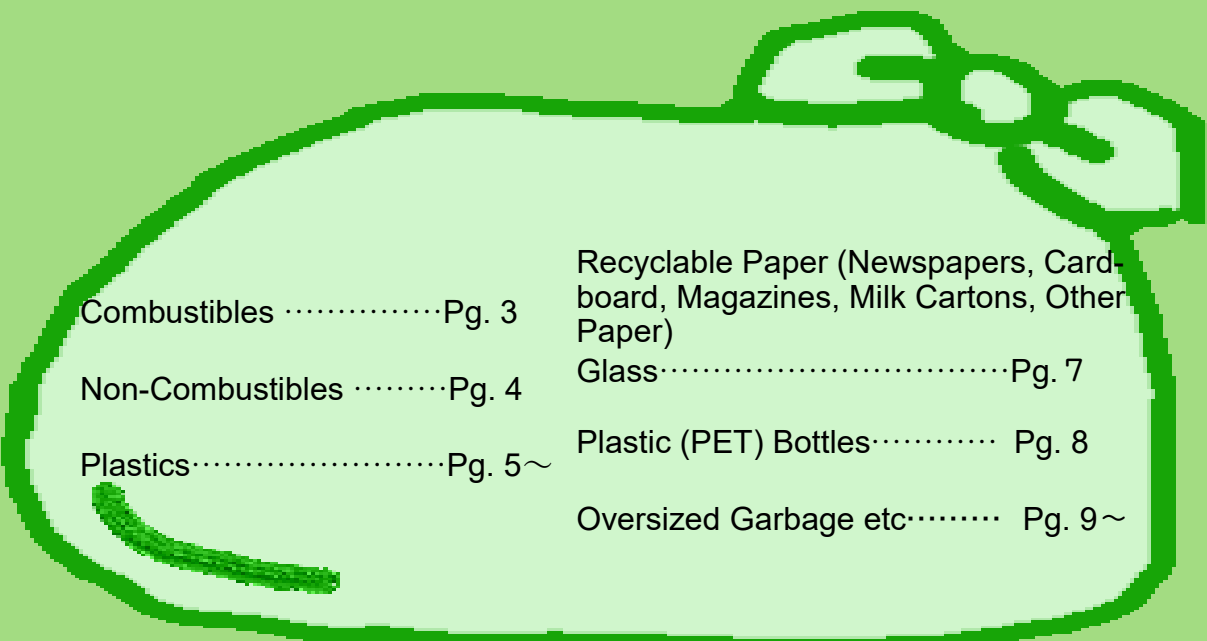 Combustibles ···············Pg. 3
Non-Combustibles ·········Pg. 4
Plastics························Pg. 5～
Recyclable Paper (Newspapers, Card-
board, Magazines, Milk Cartons, Other
Paper)
Glass·································Pg. 7
Plastic (PET) Bottles············ Pg. 8
Oversized Garbage etc········· Pg. 9～